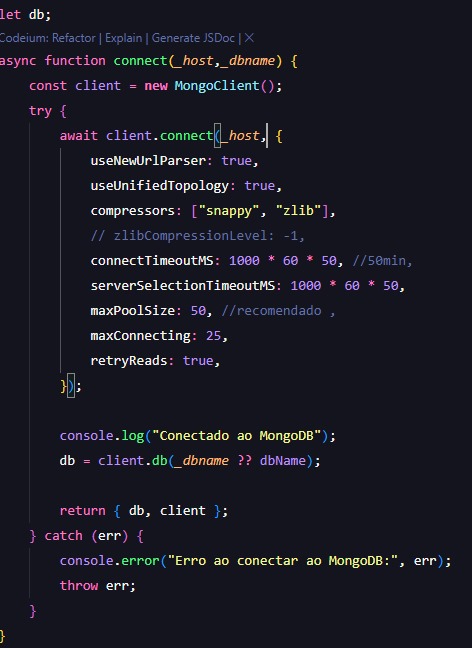 let db;
Codeium: Refactor | Explain | Generate JSDoc | X
async function connect(_host,_dbname) {
const client = new MongoClient();
try {
await client.connect(_host, {
useNewUrlParser: true,
useUnifiedTopology: true,
compressors: ["snappy", "zlib"],
// zlibCompressionLevel: -1,
connectTimeoutMS: 1000 * 60 * 50, //50min,
serverSelectionTimeoutMS: 1000 * 60 * 50,
maxPoolSize: 50, //recomendado ,
maxConnecting: 25,
retryReads: true,
});
console.log("Conectado ao MongoDB");
db = client.db(_dbname ?? dbName);
return { db, client };
} catch (err) {
console.error("Erro ao conectar ao MongoDB:", err);
throw err;
}
}